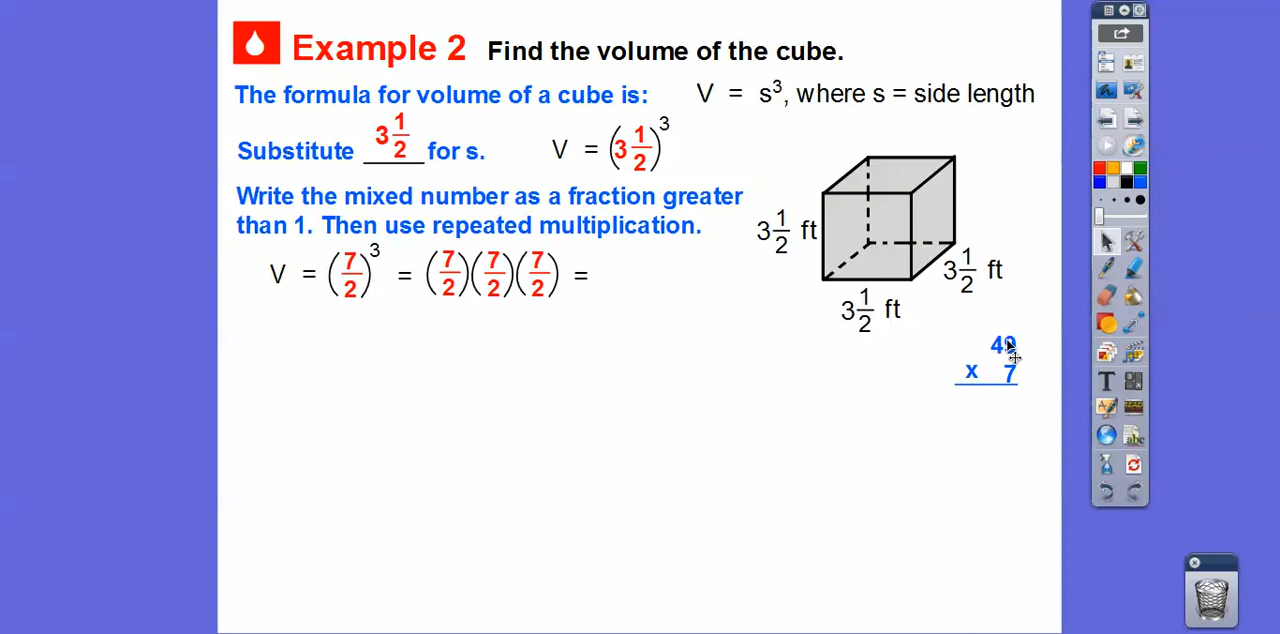 Example 2 Find the volume of the cube.
The formula for volume of a cube is: V = s³, where s = side length
Substitute 3 1/2 for s. V = (3 1/2)³
Write the mixed number as a fraction greater
than 1. Then use repeated multiplication.
V = (7/2)³ = (7/2)(7/2)(7/2) =
3 1/2 ft
3 1/2 ft
3 1/2 ft
49
x 7
T
abc